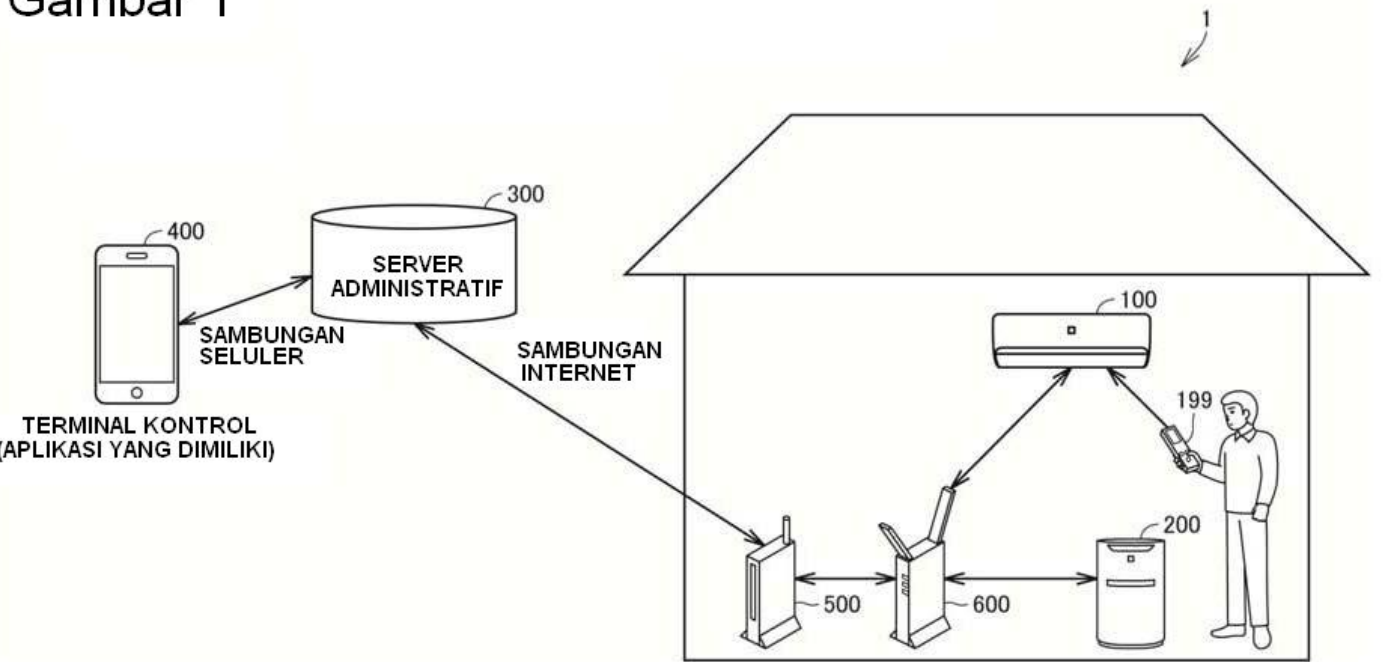 Gambar 1
1
300
400
SERVER
ADMINISTRATIF
SAMBUNGAN
SELULER
SAMBUNGAN
INTERNET
TERMINAL KONTROL
(APLIKASI YANG DIMILIKI)
100
199
200
500
600